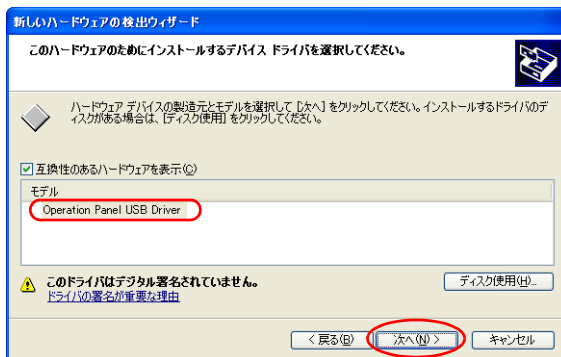 新しいハードウェアの検出ウィザード
このハードウェアのためにインストールするデバイス ドライバを選択してください。
ハードウェア デバイスの製造元とモデルを選択して [次へ] をクリックしてください。インストールするドライバのデ
ィスクがある場合は、[ディスク使用] をクリックしてください。
互換性のあるハードウェアを表示(C)
モデル
Operation Panel USB Driver
このドライバはデジタル署名されていません。
ディスク使用(H)...
ドライバの署名が重要な理由
< 戻る(B)
次へ(N) >
キャンセル